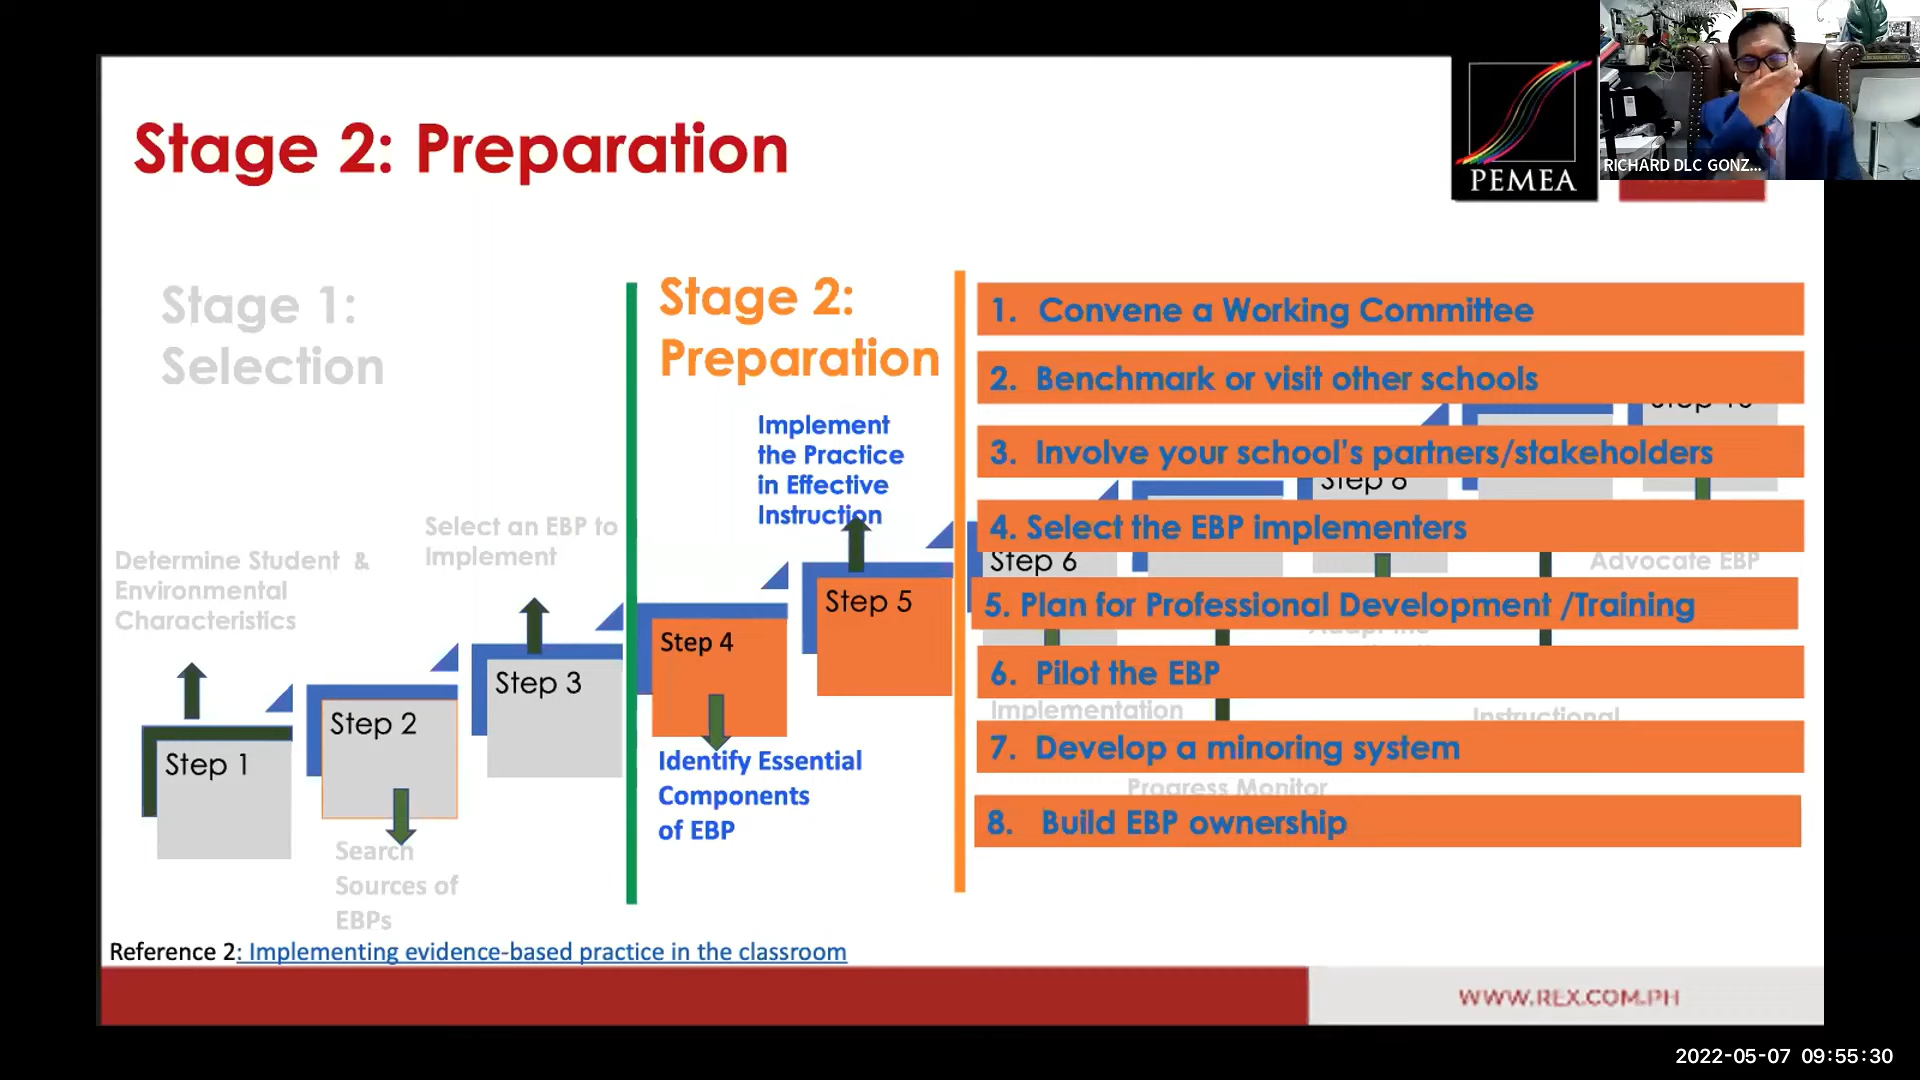 Stage 2: Preparation
PEMEA
RICHARD DLC GONZ...
Stage 1:
Selection
Stage 2:
Preparation
1. Convene a Working Committee
2. Benchmark or visit other schools
3. Involve your school's partners/stakeholders
4. Select the EBP implementers
5. Plan for Professional Development /Training
6. Pilot the EBP
7. Develop a minoring system
8. Build EBP ownership
Implement
the Practice
in Effective
Instruction
Select an EBP to
Implement
Determine Student &
Environmental
Characteristics
Step 1
Step 2
Step 3
Step 4
Step 5
Step 6
Step 8
Step 10
Advocate EBP
Implementation
Instructional
Progress Monitor
Identify Essential
Components
of EBP
Search
Sources of
EBPs
Reference 2: Implementing evidence-based practice in the classroom
WWW.REX.COM.PH
2022-05-07 09:55:30